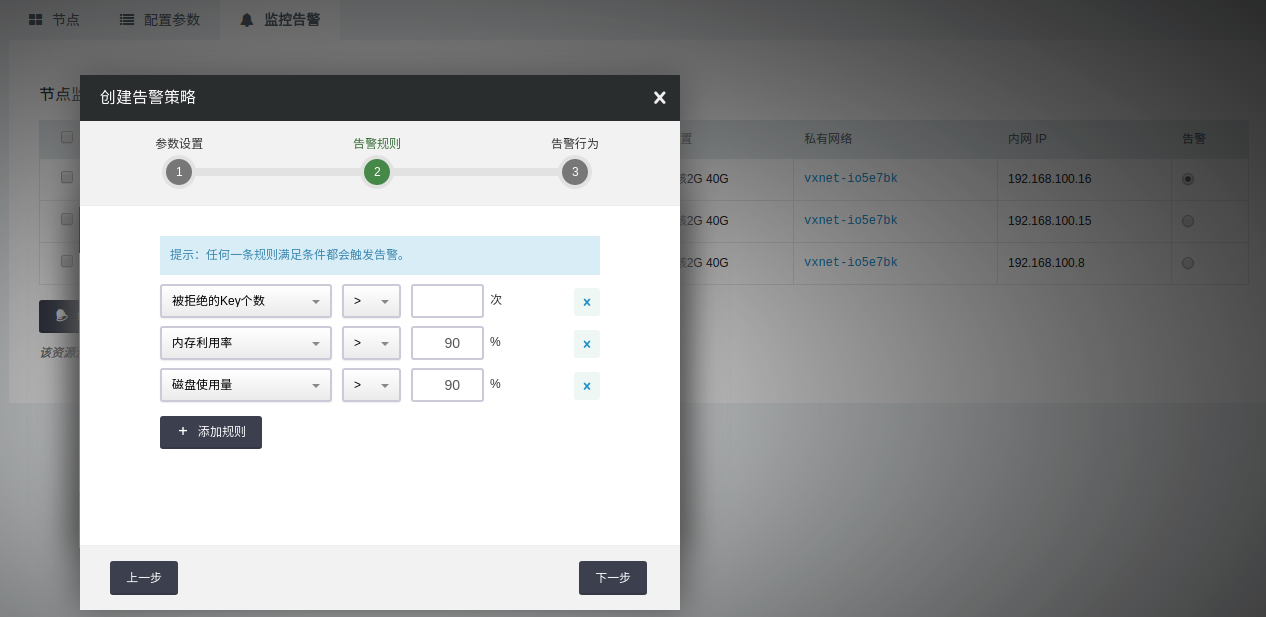 节点
配置参数
监控告警
节点监
创建告警策略
参数设置
告警规则
告警行为
1
2
3
置
私有网络
内网 IP
告警
核2G 40G
vxnet-io5e7bk
192.168.100.16
核2G 40G
vxnet-io5e7bk
192.168.100.15
核2G 40G
vxnet-io5e7bk
192.168.100.8
提示：任何一条规则满足条件都会触发告警。
被拒绝的Key个数 > 次
内存利用率 > 90 %
磁盘使用量 > 90 %
+ 添加规则
该资源
上一步
下一步